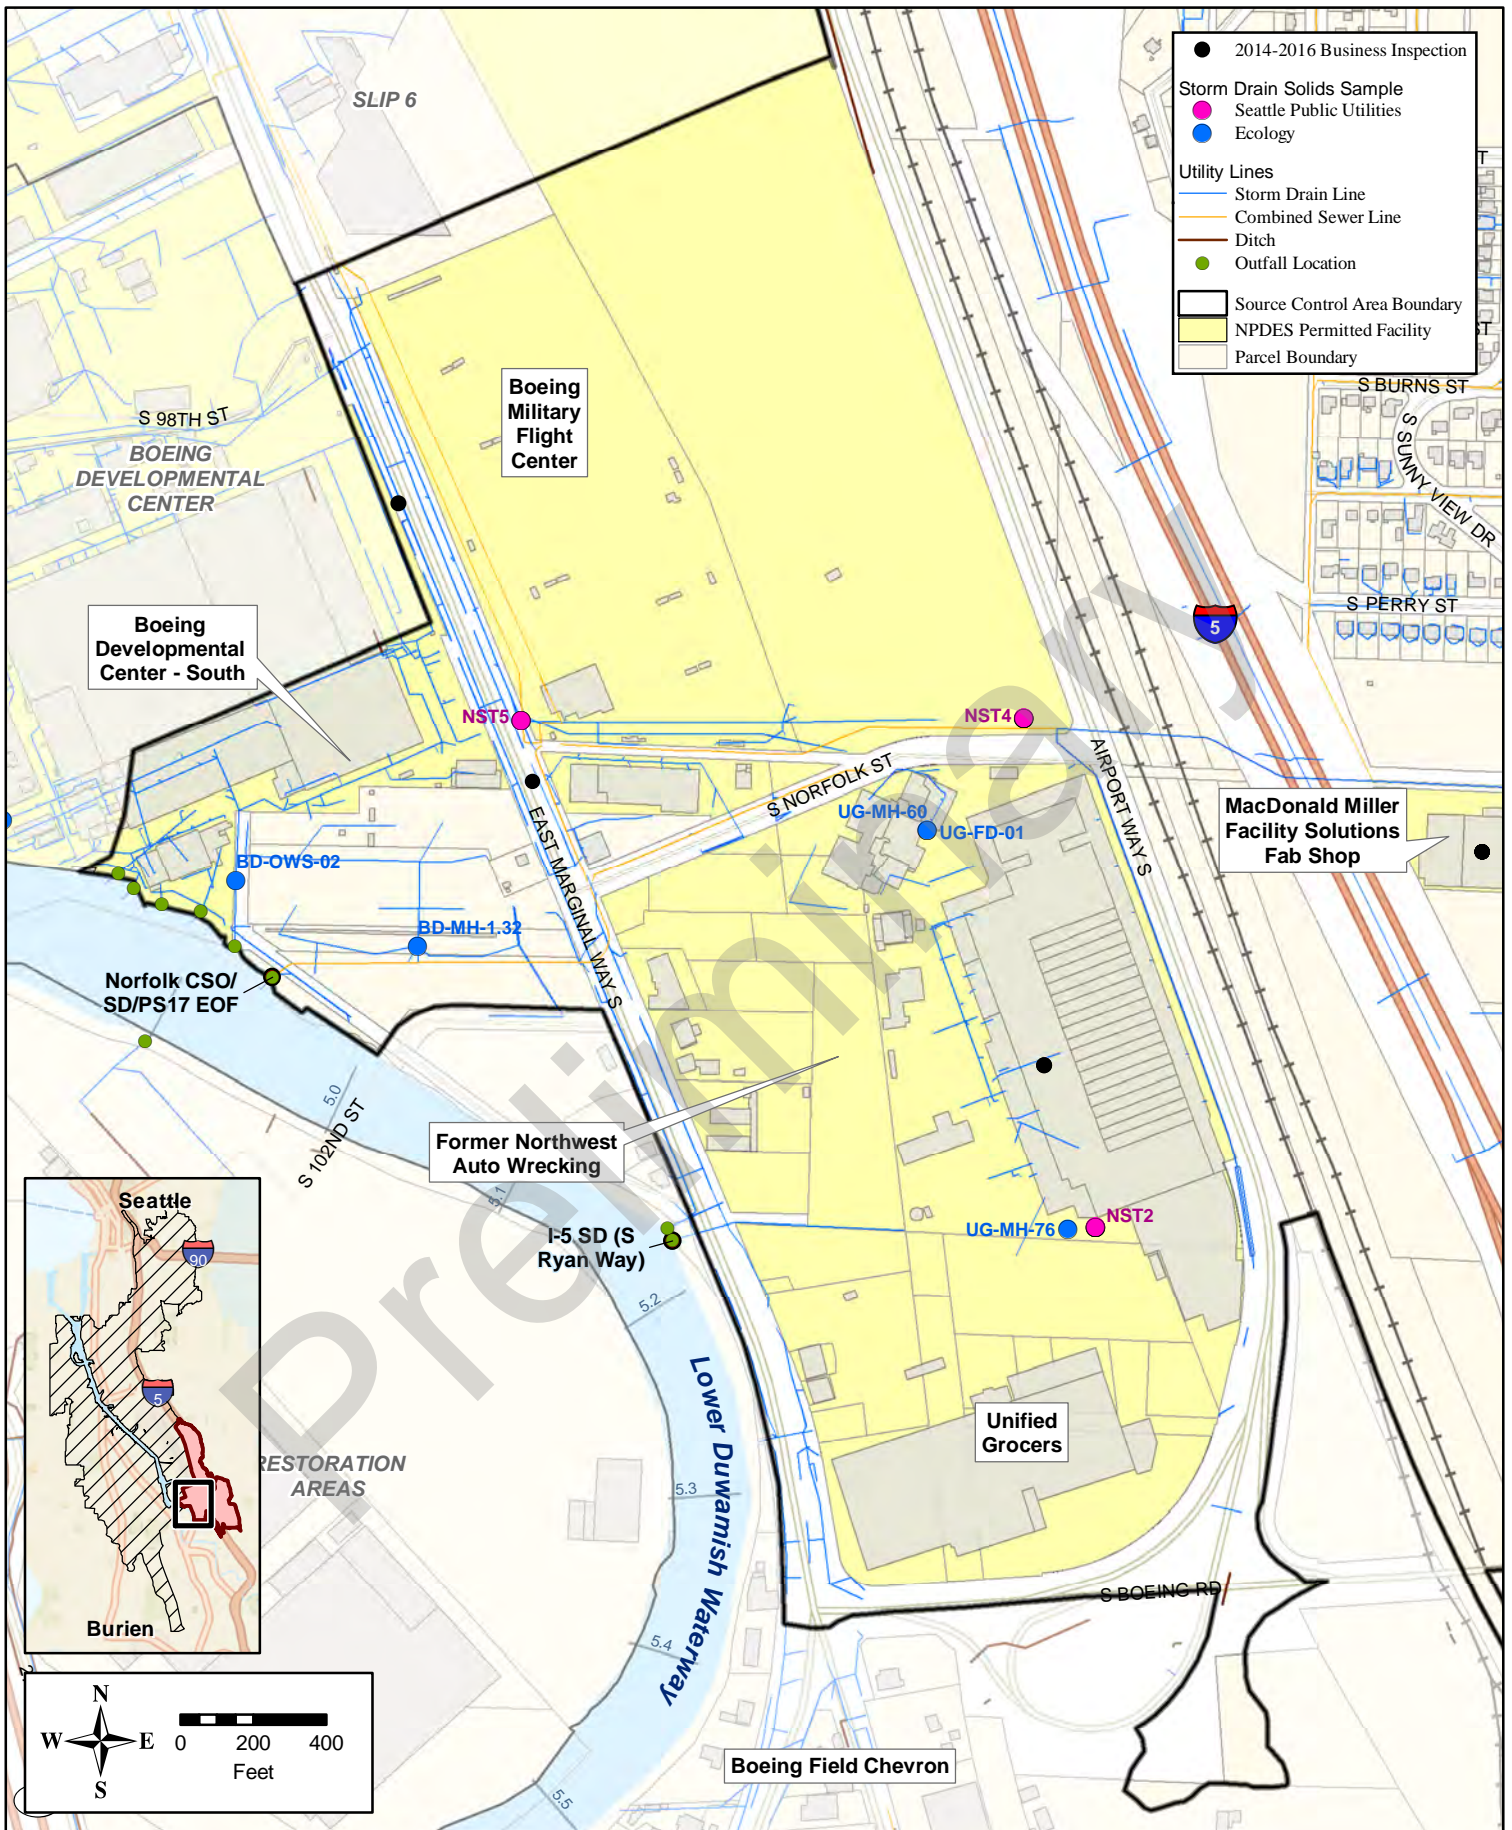 2014-2016 Business Inspection
Storm Drain Solids Sample
Seattle Public Utilities
Ecology
Utility Lines
Storm Drain Line
Combined Sewer Line
Ditch
Outfall Location
Source Control Area Boundary
NPDES Permitted Facility
Parcel Boundary
SLIP 6
T
ST
S BURNS ST
S SUNNY VIEW DR
S PERRY ST
5
Boeing
Military
Flight
Center
S 98TH ST
BOEING
DEVELOPMENTAL
CENTER
Boeing
Developmental
Center - South
NST5
NST4
S NORFOLK ST
AIRPORT WAY S
EAST MARGINAL WAY S
UG-MH-60
UG-FD-01
MacDonald Miller
Facility Solutions
Fab Shop
BD-OWS-02
BD-MH-1.32
Norfolk CSO/
SD/PS17 EOF
5.0
S 102ND ST
5.1
Former Northwest
Auto Wrecking
I-5 SD (S
Ryan Way)
UG-MH-76
NST2
5.2
5.3
5.4
5.5
Lower Duwamish Waterway
Unified
Grocers
RESTORATION
AREAS
S BOEING RD
Boeing Field Chevron
Seattle
90
5
Burien
N
W
E
S
0 200 400
Feet
Preliminary